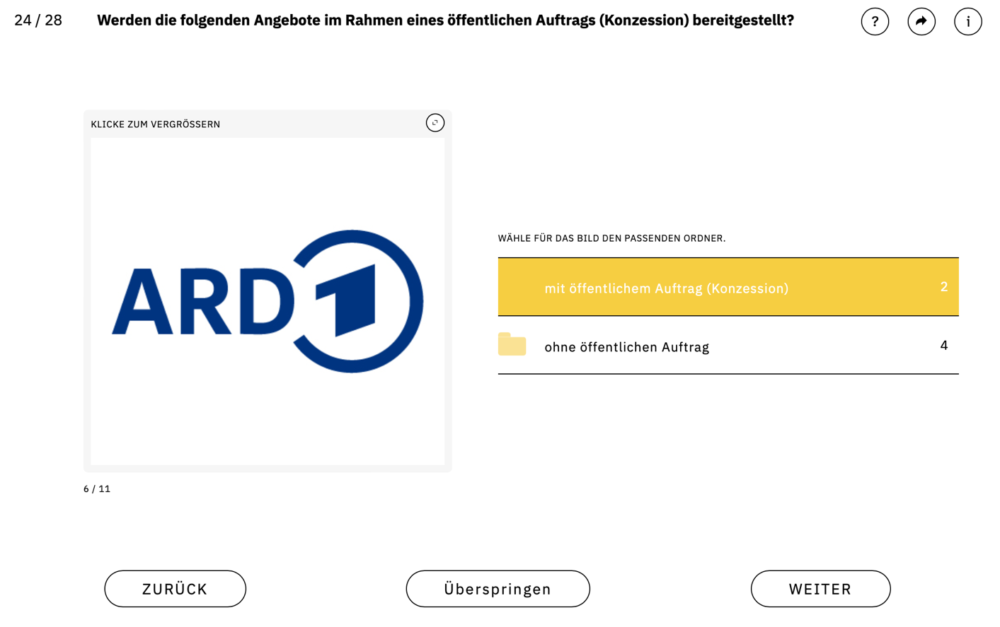 24 / 28
Werden die folgenden Angebote im Rahmen eines öffentlichen Auftrags (Konzession) bereitgestellt?
?
i
KLICKE ZUM VERGRÖSSERN
ARD 1
6 / 11
WÄHLE FÜR DAS BILD DEN PASSENDEN ORDNER.
mit öffentlichem Auftrag (Konzession) 2
ohne öffentlichen Auftrag 4
ZURÜCK
Überspringen
WEITER